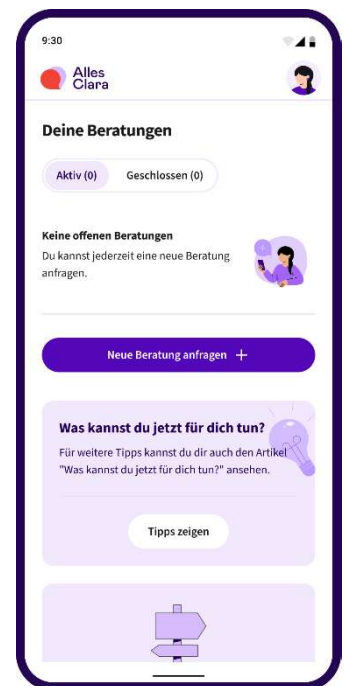 9:30
Alles
Clara
Deine Beratungen
Aktiv (0)
Geschlossen (0)
Keine offenen Beratungen
Du kannst jederzeit eine neue Beratung
anfragen.
Neue Beratung anfragen +
Was kannst du jetzt für dich tun?
Für weitere Tipps kannst du dir auch den Artikel
"Was kannst du jetzt für dich tun?" ansehen.
Tipps zeigen